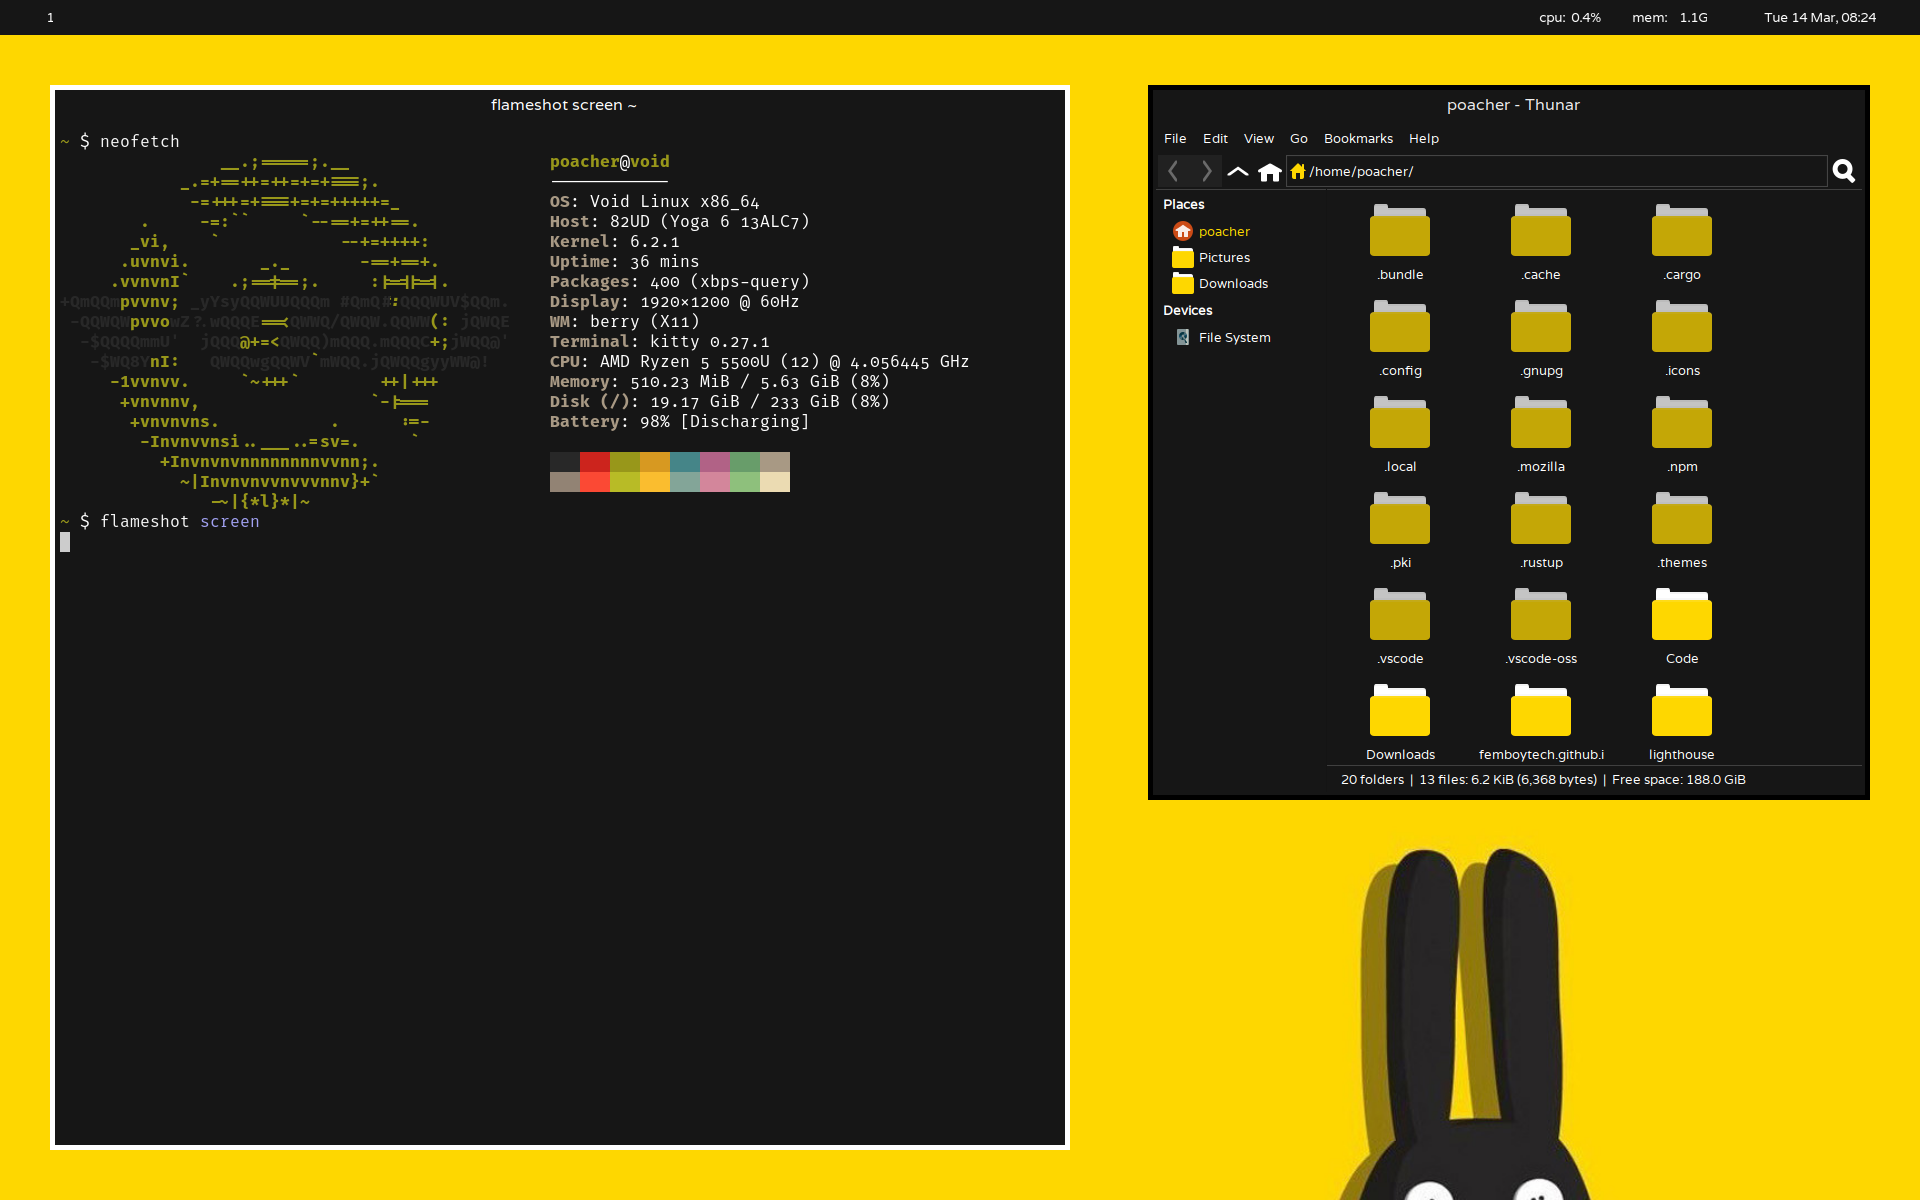 1
cpu: 0.4%
mem: 1.1G
Tue 14 Mar, 08:24
flameshot screen ~
~ $ neofetch
poacher@void
OS: Void Linux x86_64
Host: 82UD (Yoga 6 13ALC7)
Kernel: 6.2.1
Uptime: 36 mins
Packages: 400 (xbps-query)
Display: 1920×1200 @ 60Hz
WM: berry (X11)
Terminal: kitty 0.27.1
CPU: AMD Ryzen 5 5500U (12) @ 4.056445 GHz
Memory: 510.23 MiB / 5.63 GiB (8%)
Disk (/): 19.17 GiB / 233 GiB (8%)
Battery: 98% [Discharging]
~ $ flameshot screen
poacher - Thunar
File Edit View Go Bookmarks Help
/home/poacher/
Places
poacher
Pictures
Downloads
Devices
File System
.bundle .cache .cargo
.config .gnupg .icons
.local .mozilla .npm
.pki .rustup .themes
.vscode .vscode-oss Code
Downloads femboytech.github.i lighthouse
20 folders | 13 files: 6.2 KiB (6,368 bytes) | Free space: 188.0 GiB